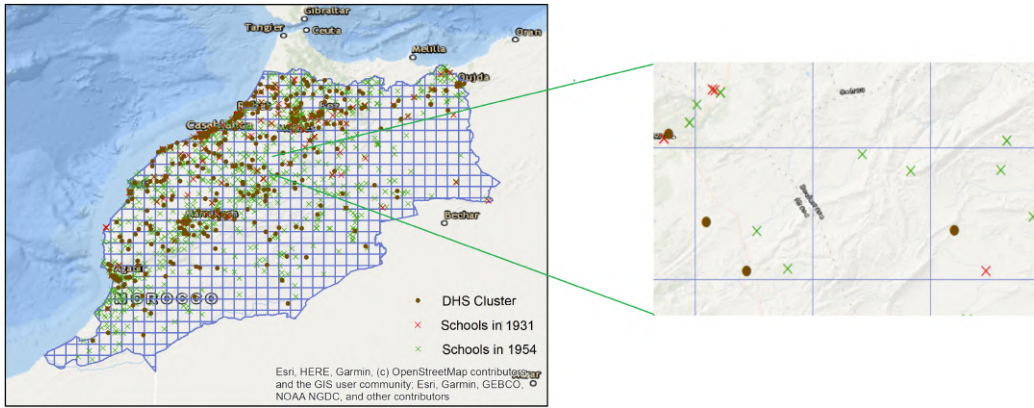 Gibraltar
Tangier
Ceuta
Oran
Melilla
Oujda
Casablanca
Agadir
Bechar
MOROCCO
DHS Cluster
Schools in 1931
Schools in 1954
Esri, HERE, Garmin, (c) OpenStreetMap contributors,
and the GIS user community; Esri, Garmin, GEBCO,
NOAA NGDC, and other contributors